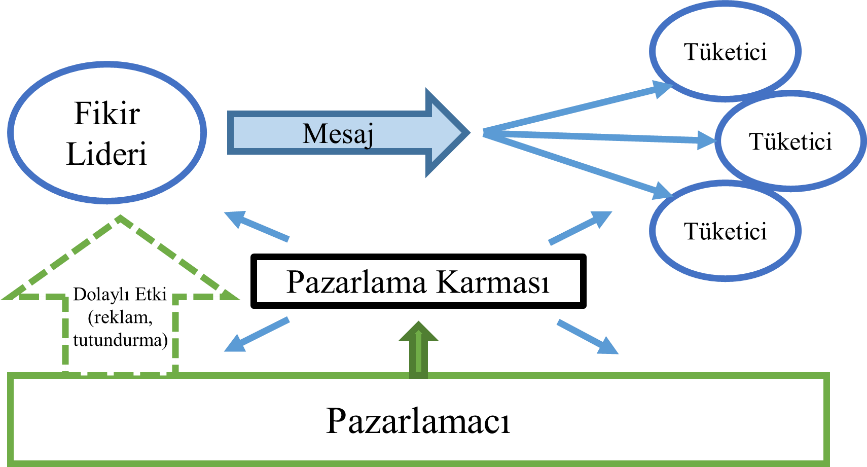 Fikir
Lideri
Mesaj
Tüketici
Tüketici
Tüketici
Pazarlama Karması
Dolaylı Etki
(reklam,
tutundurma)
Pazarlamacı